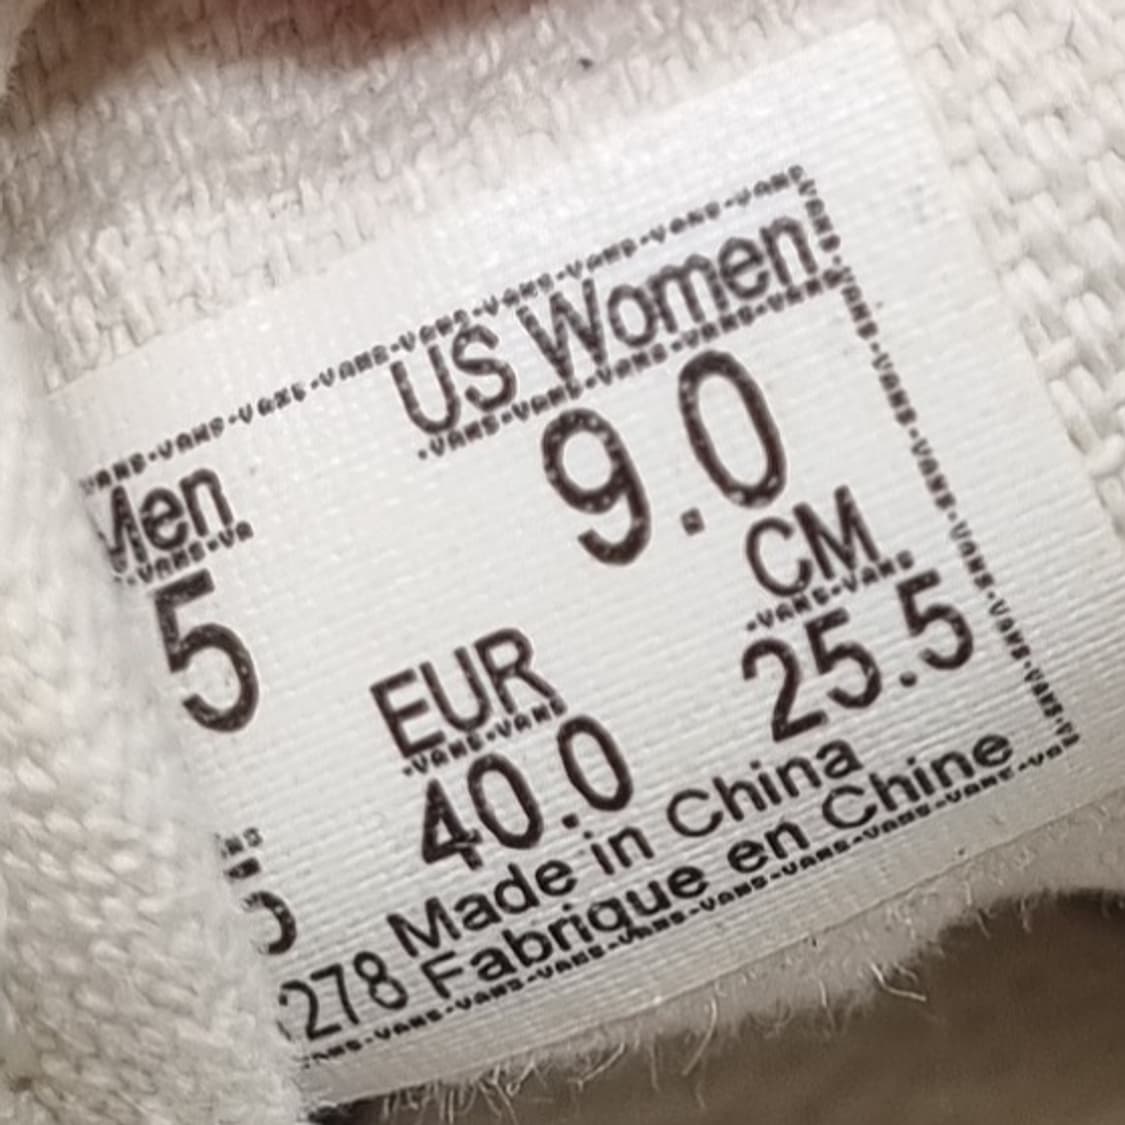 Men US Women
5 9.0
EUR CM
40.0 25.5
5 Made in China
278 Fabrique en Chine